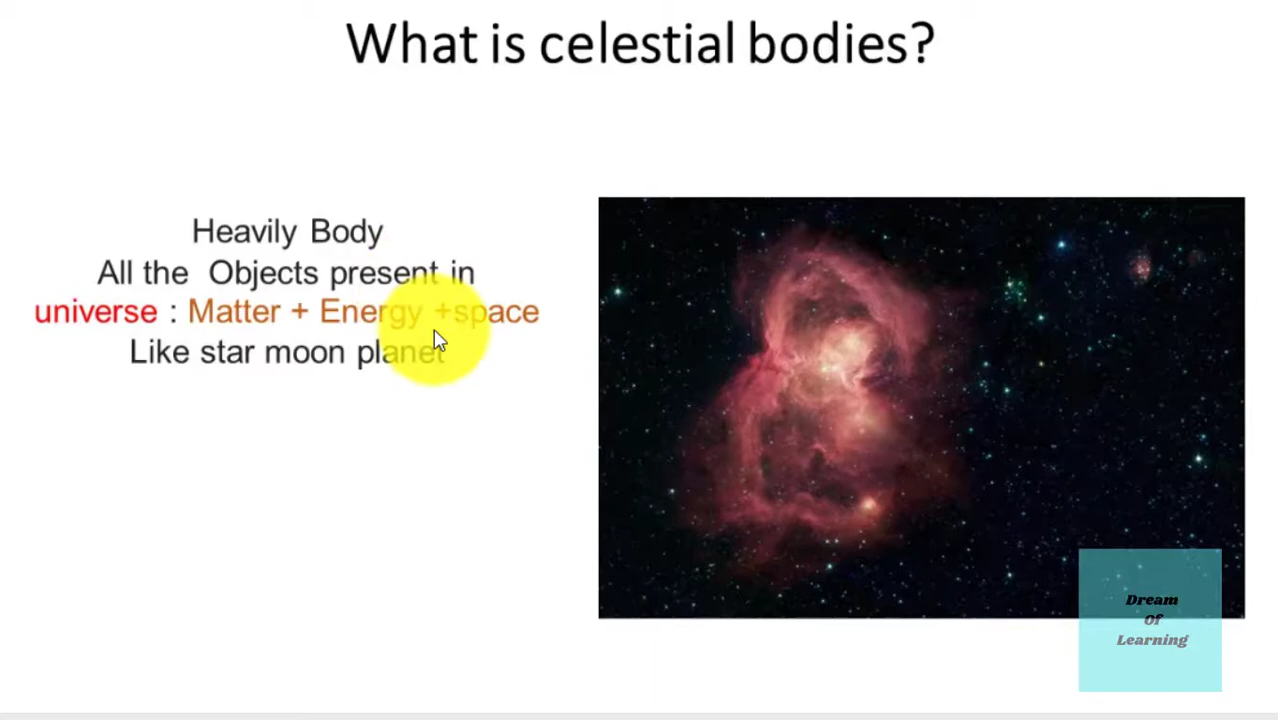 What is celestial bodies?
Heavily Body
All the Objects present in
universe : Matter + Energy +space
Like star moon planet
Dream
Of
Learning